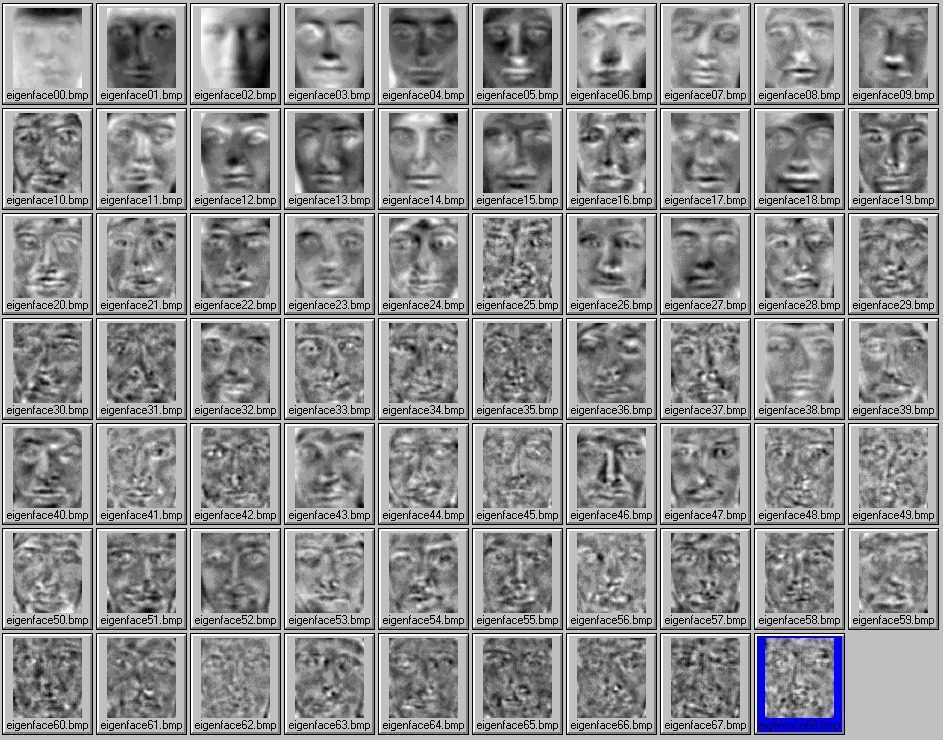 eigenface00.bmp eigenface01.bmp eigenface02.bmp eigenface03.bmp eigenface04.bmp eigenface05.bmp eigenface06.bmp eigenface07.bmp eigenface08.bmp eigenface09.bmp
eigenface10.bmp eigenface11.bmp eigenface12.bmp eigenface13.bmp eigenface14.bmp eigenface15.bmp eigenface16.bmp eigenface17.bmp eigenface18.bmp eigenface19.bmp
eigenface20.bmp eigenface21.bmp eigenface22.bmp eigenface23.bmp eigenface24.bmp eigenface25.bmp eigenface26.bmp eigenface27.bmp eigenface28.bmp eigenface29.bmp
eigenface30.bmp eigenface31.bmp eigenface32.bmp eigenface33.bmp eigenface34.bmp eigenface35.bmp eigenface36.bmp eigenface37.bmp eigenface38.bmp eigenface39.bmp
eigenface40.bmp eigenface41.bmp eigenface42.bmp eigenface43.bmp eigenface44.bmp eigenface45.bmp eigenface46.bmp eigenface47.bmp eigenface48.bmp eigenface49.bmp
eigenface50.bmp eigenface51.bmp eigenface52.bmp eigenface53.bmp eigenface54.bmp eigenface55.bmp eigenface56.bmp eigenface57.bmp eigenface58.bmp eigenface59.bmp
eigenface60.bmp eigenface61.bmp eigenface62.bmp eigenface63.bmp eigenface64.bmp eigenface65.bmp eigenface66.bmp eigenface67.bmp eigenface68.bmp